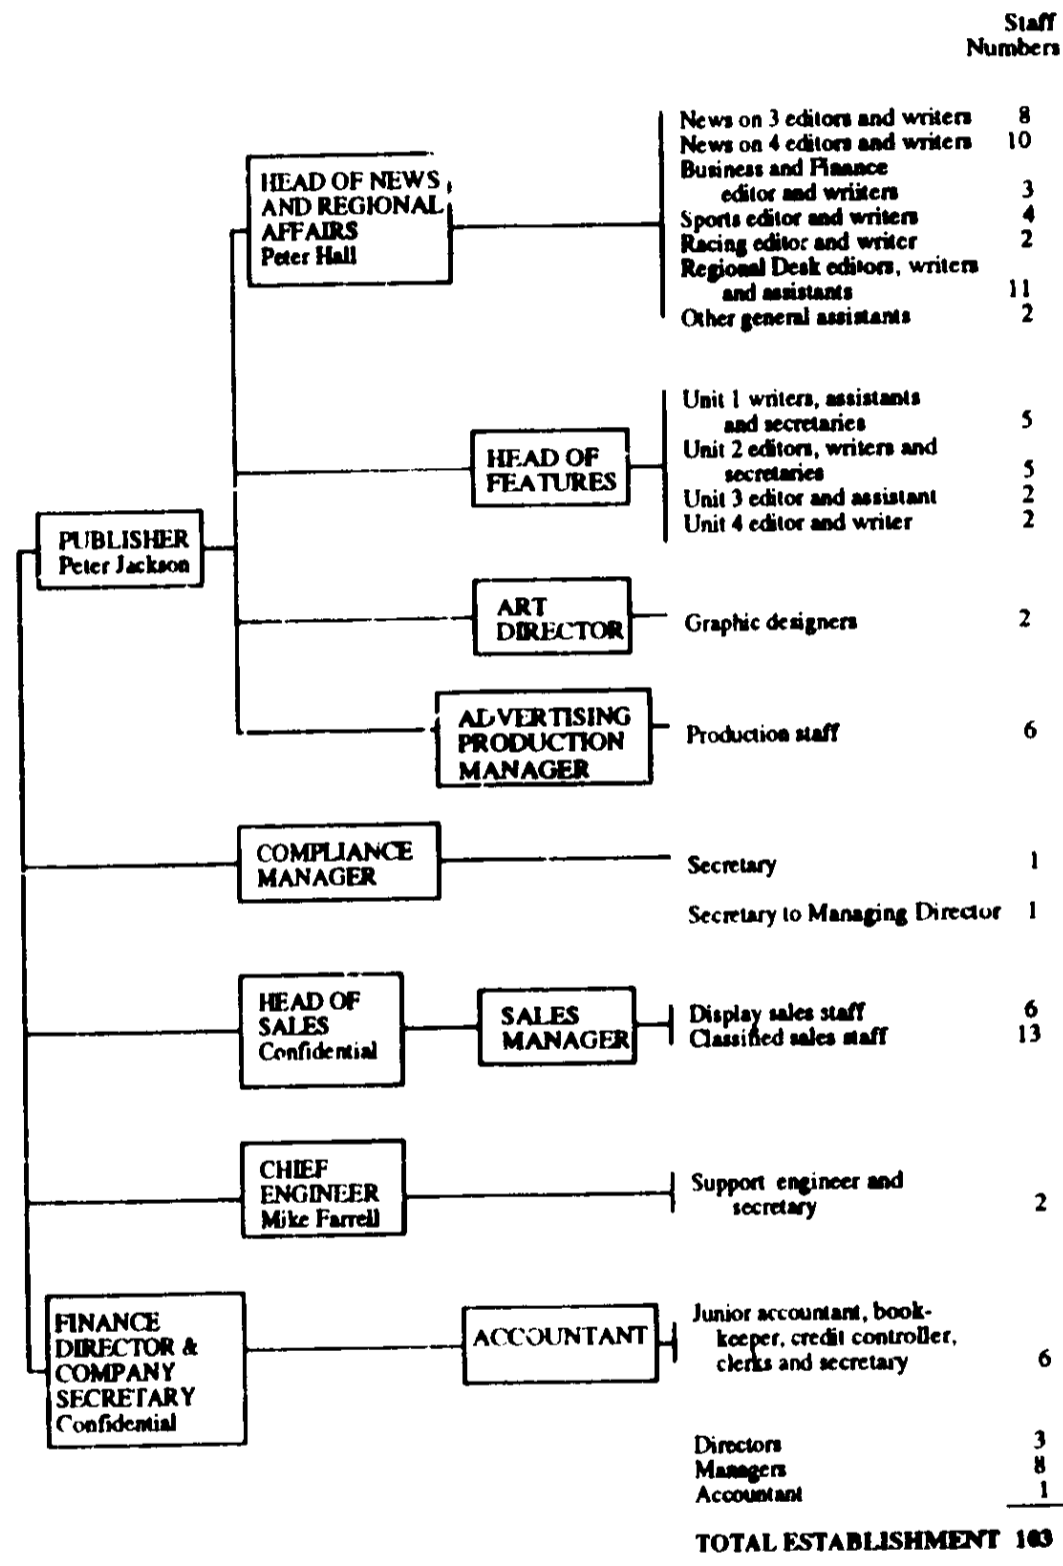 Staff
Numbers
News on 3 editors and writers 8
News on 4 editors and writers 10
Business and Finance
editor and wriiters 3
Sports editor and writers 4
Racing editor and writer 2
Regional Desk editors, writers
and assistants 11
Other general assistants 2
HEAD OF NEWS
AND REGIONAL
AFFAIRS
Peter Hall
Unit 1 writers, assistants
and secretaries 5
Unit 2 editors, writers and
secretaries 5
Unit 3 editor and assistant 2
Unit 4 editor and writer 2
HEAD OF
FEATURES
PUBLISHER
Peter Jackson
ART
DIRECTOR
Graphic designers 2
ADVERTISING
PRODUCTION
MANAGER
Production staff 6
COMPLIANCE
MANAGER
Secretary 1
Secretary to Managing Director 1
HEAD OF
SALES
Confidential
SALES
MANAGER
Display sales staff 6
Classified sales staff 13
CHIEF
ENGINEER
Mike Farrell
Support engineer and
secretary 2
FINANCE
DIRECTOR &
COMPANY
SECRETARY
Confidential
ACCOUNTANT
Junior accountant, book-
keeper, credit controller,
clerks and secretary 6
Directors 3
Managers 8
Accountant 1
TOTAL ESTABLISHMENT 103